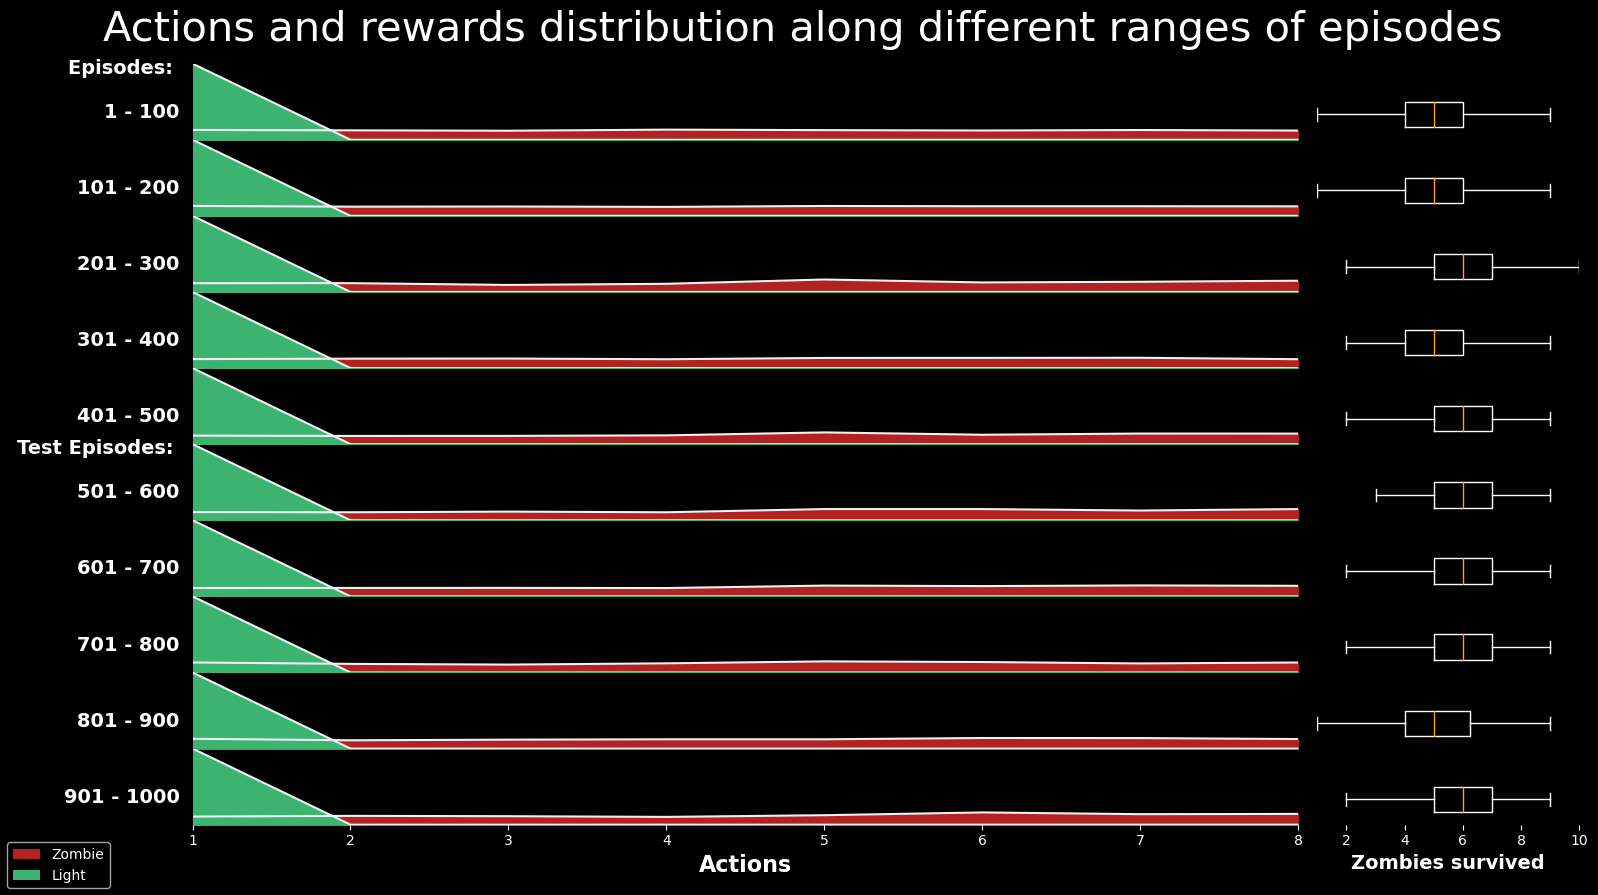 Actions and rewards distribution along different ranges of episodes
Episodes:
1 - 100
101 - 200
201 - 300
301 - 400
401 - 500
Test Episodes:
501 - 600
601 - 700
701 - 800
801 - 900
901 - 1000
1 2 3 4 5 6 7 8
Actions
2 4 6 8 10
Zombies survived
Zombie
Light